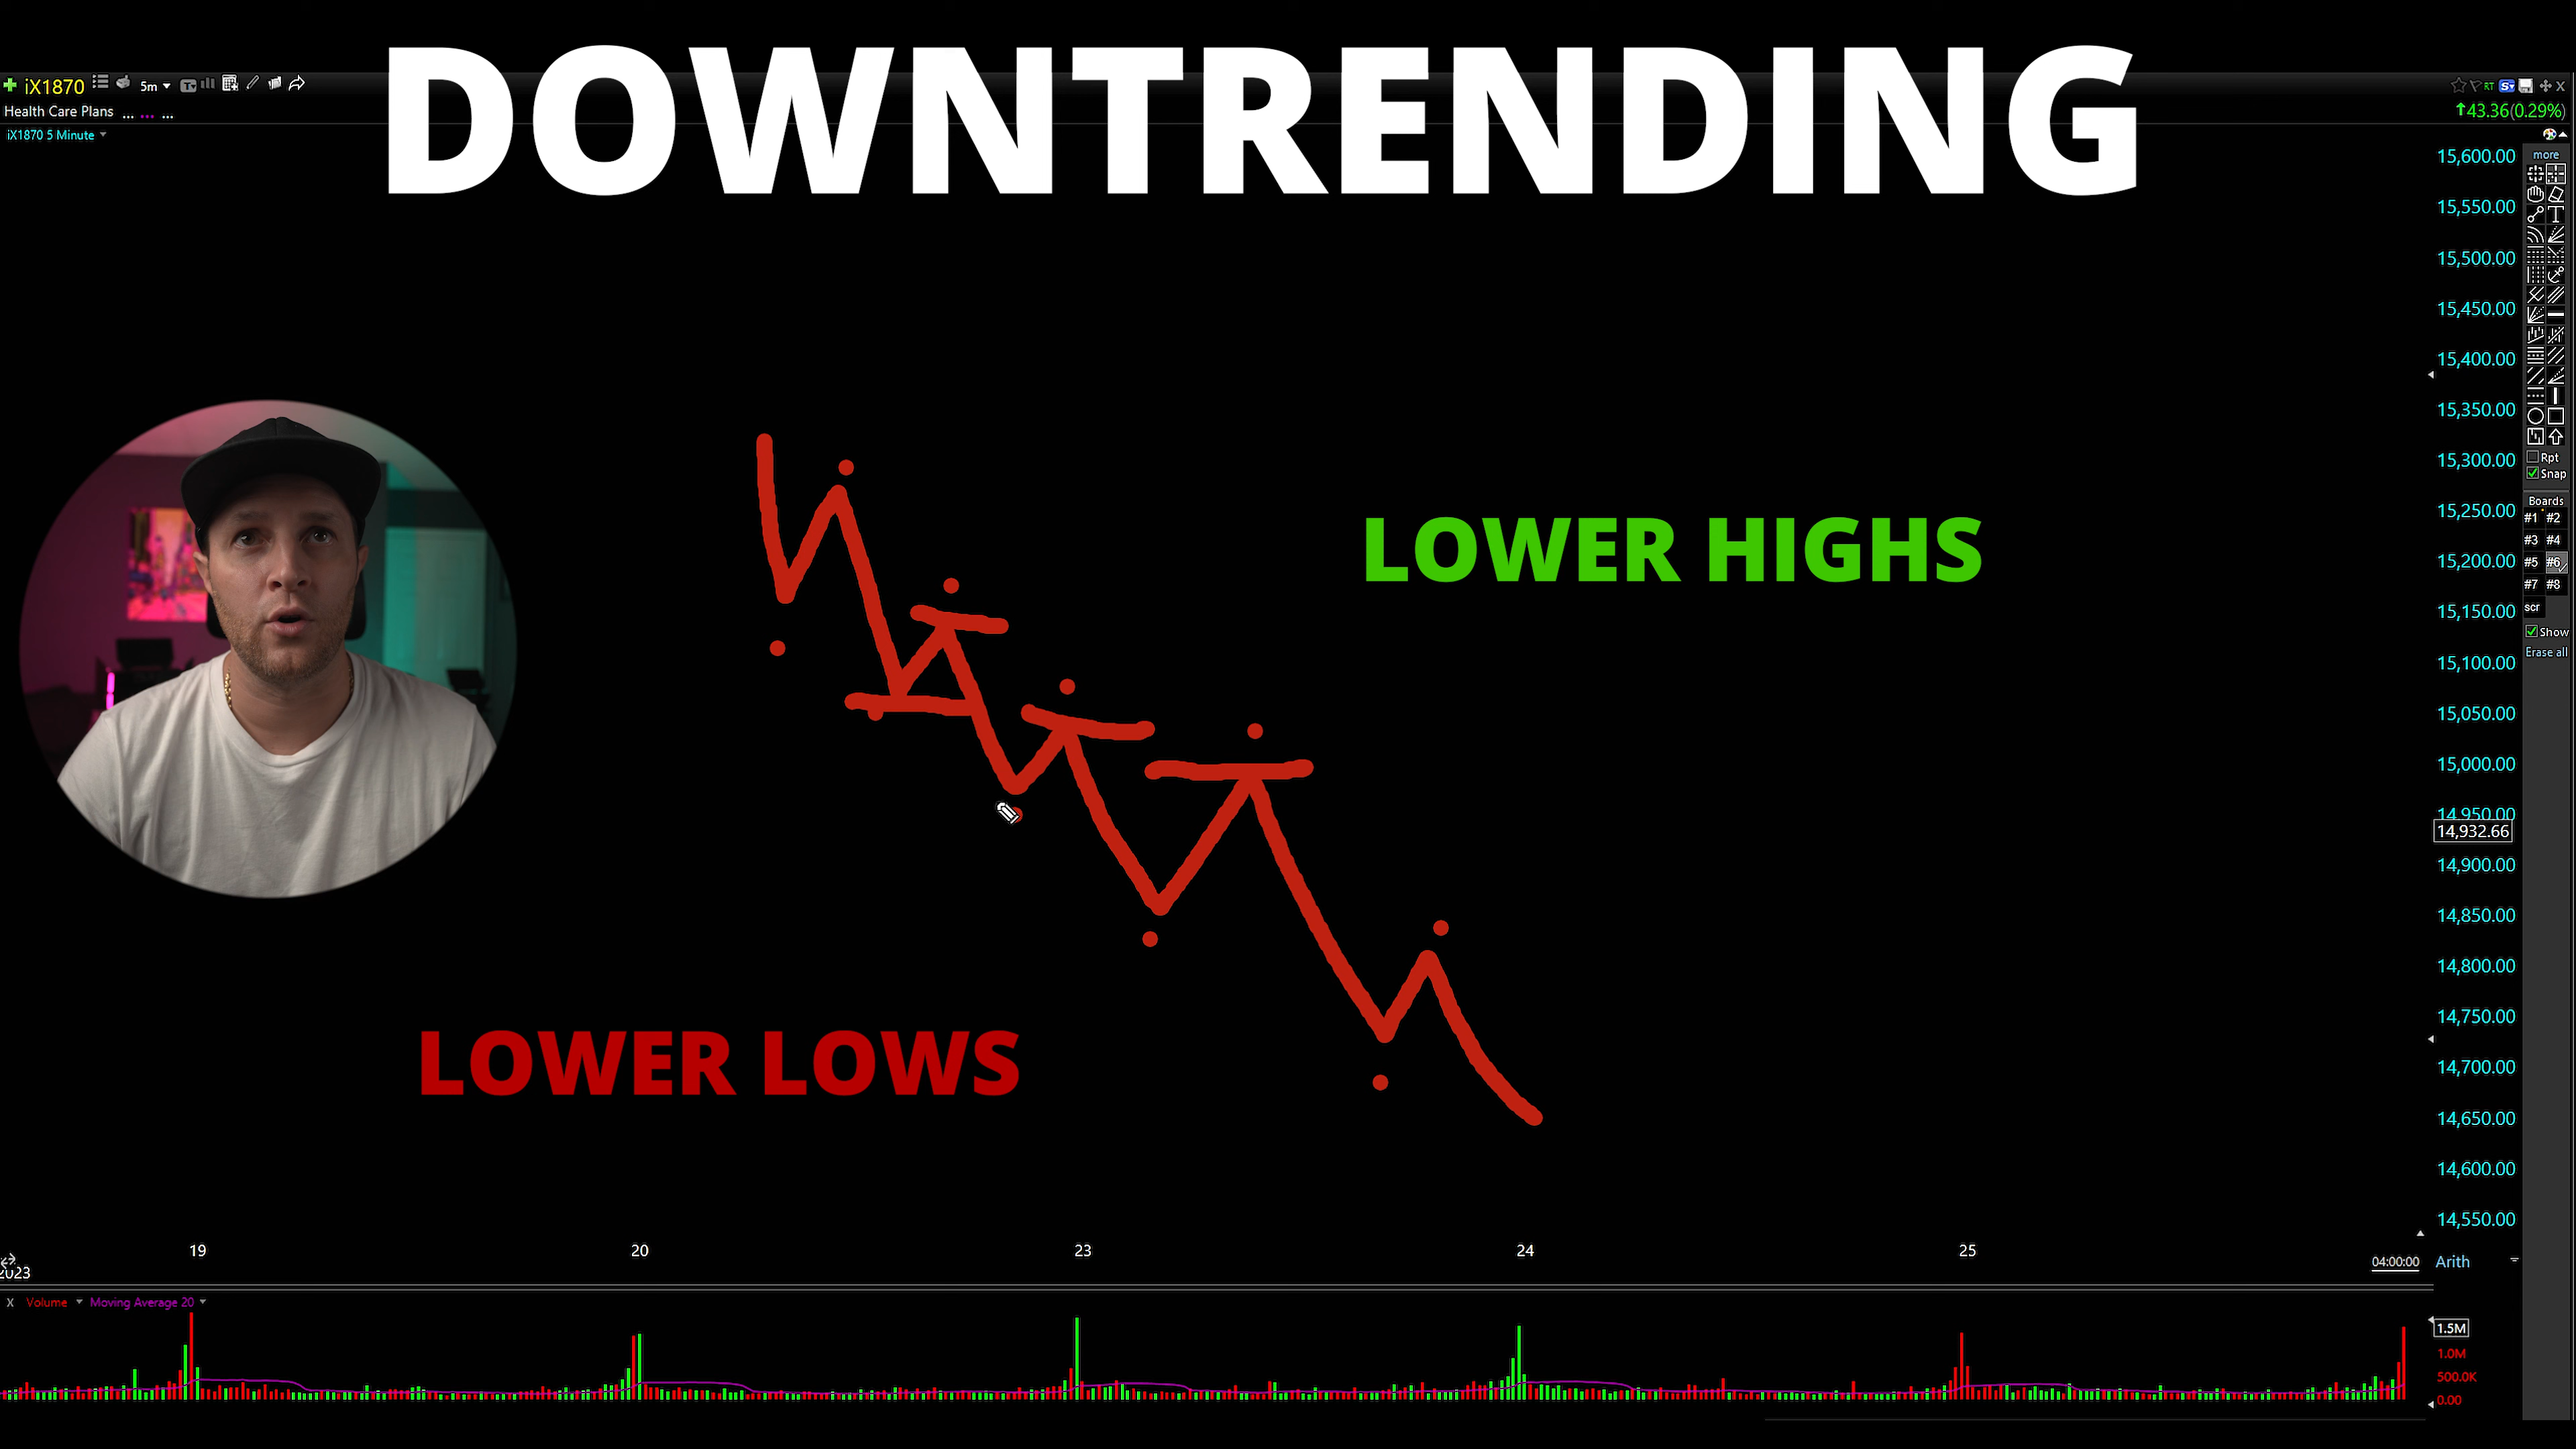 DOWNTRENDING
iX1870 5m
RT
Health Care Plans ... ... ...
43.36(0.29%)
iX1870 5 Minute
more
15,600.00
15,550.00
15,500.00
15,450.00
15,400.00
15,350.00
15,300.00
15,250.00
15,200.00
15,150.00
15,100.00
15,050.00
15,000.00
14,950.00
14,932.66
14,900.00
14,850.00
14,800.00
14,750.00
14,700.00
14,650.00
14,600.00
14,550.00
Rpt
Snap
Boards
#1 #2
#3 #4
#5 #6
#7 #8
scr
Show
Erase all
LOWER HIGHS
LOWER LOWS
19 20 23 24 25
2023
04:00:00 Arith
X Volume Moving Average 20
1.5M
1.0M
500.0K
0.00